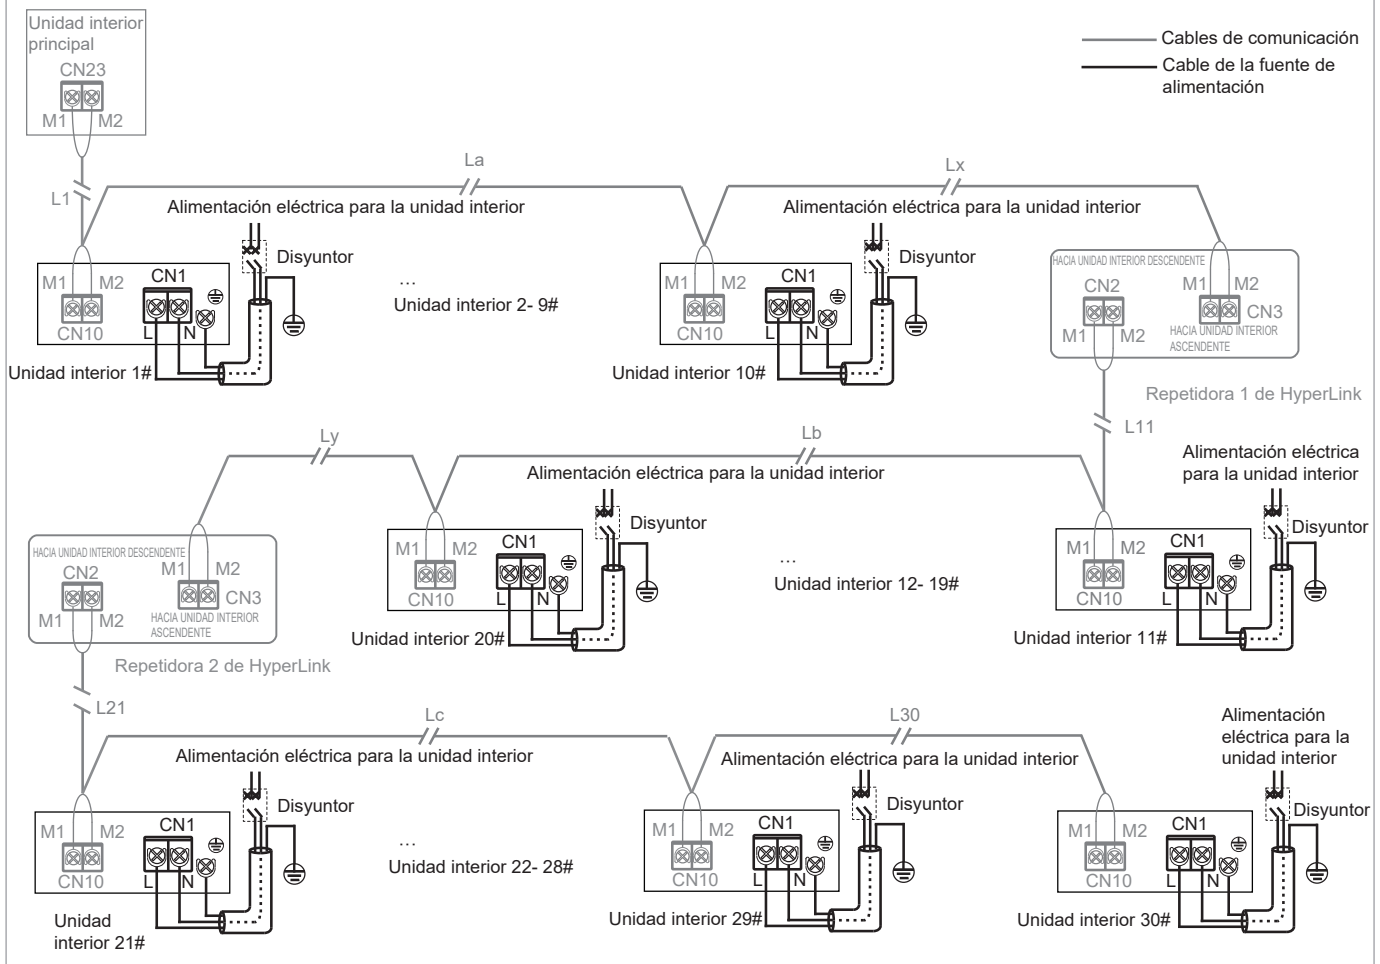 Unidad interior
principal
CN23
M1 M2
Cables de comunicación
Cable de la fuente de
alimentación
L1
La
Lx
Alimentación eléctrica para la unidad interior
Alimentación eléctrica para la unidad interior
Disyuntor
Disyuntor
M1 M2
CN1
CN10
L N
Unidad interior 1#
...
Unidad interior 2- 9#
M1 M2
CN1
CN10
L N
Unidad interior 10#
HACIA UNIDAD INTERIOR DESCENDENTE
CN2
M1 M2
M1 M2
CN3
HACIA UNIDAD INTERIOR
ASCENDENTE
Repetidora 1 de HyperLink
L11
Ly
Lb
Alimentación eléctrica para la unidad interior
Alimentación eléctrica
para la unidad interior
Disyuntor
Disyuntor
HACIA UNIDAD INTERIOR DESCENDENTE
CN2
M1 M2
M1 M2
CN3
HACIA UNIDAD INTERIOR
ASCENDENTE
Repetidora 2 de HyperLink
M1 M2
CN1
CN10
L N
Unidad interior 20#
...
Unidad interior 12- 19#
M1 M2
CN1
CN10
L N
Unidad interior 11#
L21
Lc
L30
Alimentación eléctrica para la unidad interior
Alimentación eléctrica para la unidad interior
Alimentación
eléctrica para la
unidad interior
Disyuntor
Disyuntor
Disyuntor
M1 M2
CN1
CN10
L N
Unidad
interior 21#
...
Unidad interior 22- 28#
M1 M2
CN1
CN10
L N
Unidad interior 29#
M1 M2
CN1
CN10
L N
Unidad interior 30#